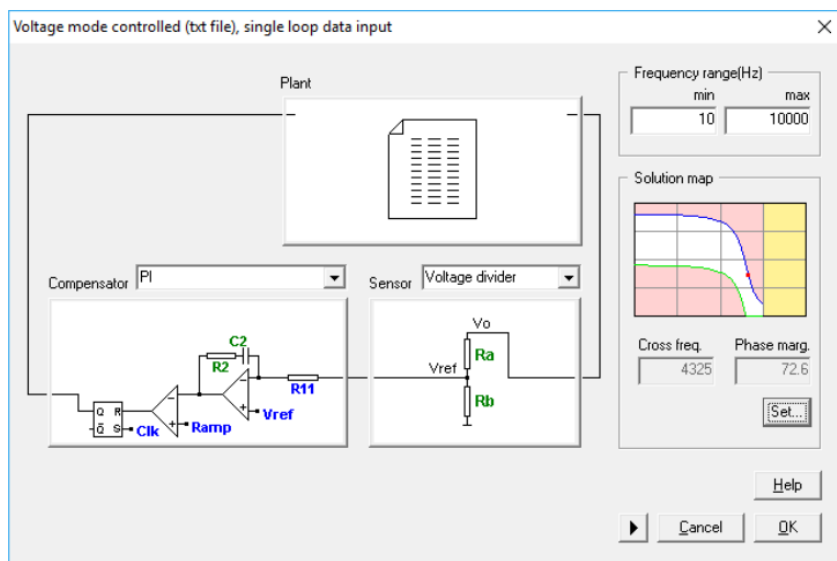 Voltage mode controlled (txt file), single loop data input
Plant
Frequency range(Hz)
min max
10 10000
Solution map
Cross freq. Phase marg.
4325 72.6
Set...
Compensator PI
Sensor Voltage divider
C2
R2
R11
Vref
Ramp
Clk
Q R
Q S
Vo
Vref
Ra
Rb
Help
Cancel OK